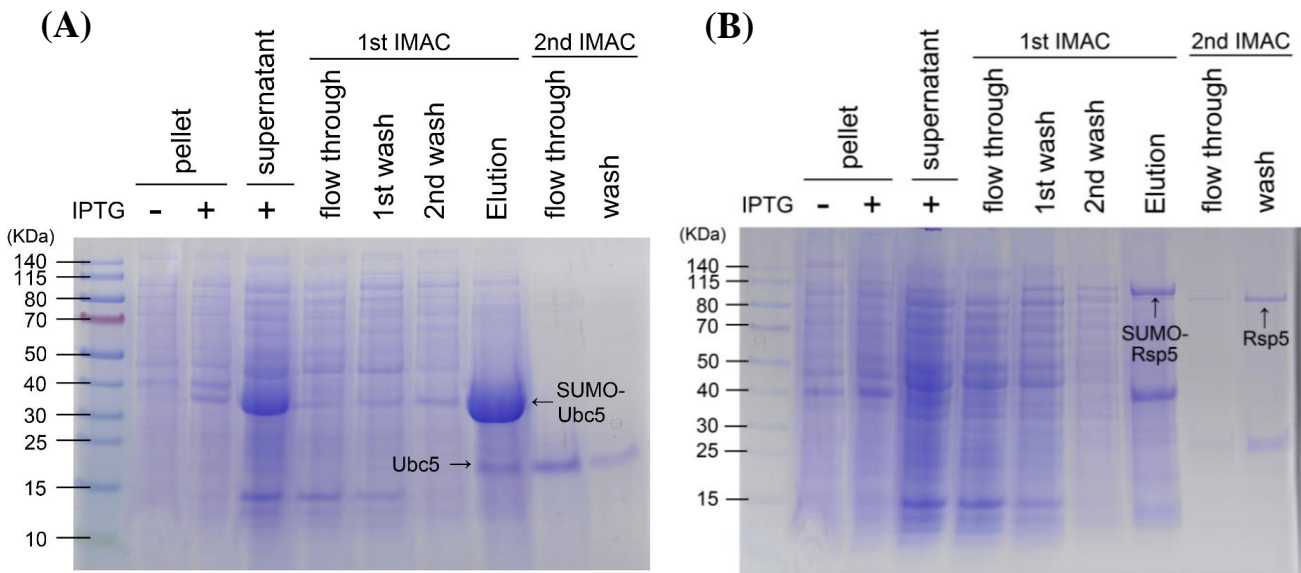 (A)
1st IMAC
2nd IMAC
pellet
supernatant
flow through
1st wash
2nd wash
Elution
flow through
wash
IPTG - + +
(KDa)
140
115
80
70
50
40
30
25
15
10
←SUMO-
Ubc5
Ubc5 →
(B)
1st IMAC
2nd IMAC
pellet
supernatant
flow through
1st wash
2nd wash
Elution
flow through
wash
IPTG - + +
(KDa)
140
115
80
70
50
40
30
25
15
↑
SUMO-
Rsp5
↑
Rsp5